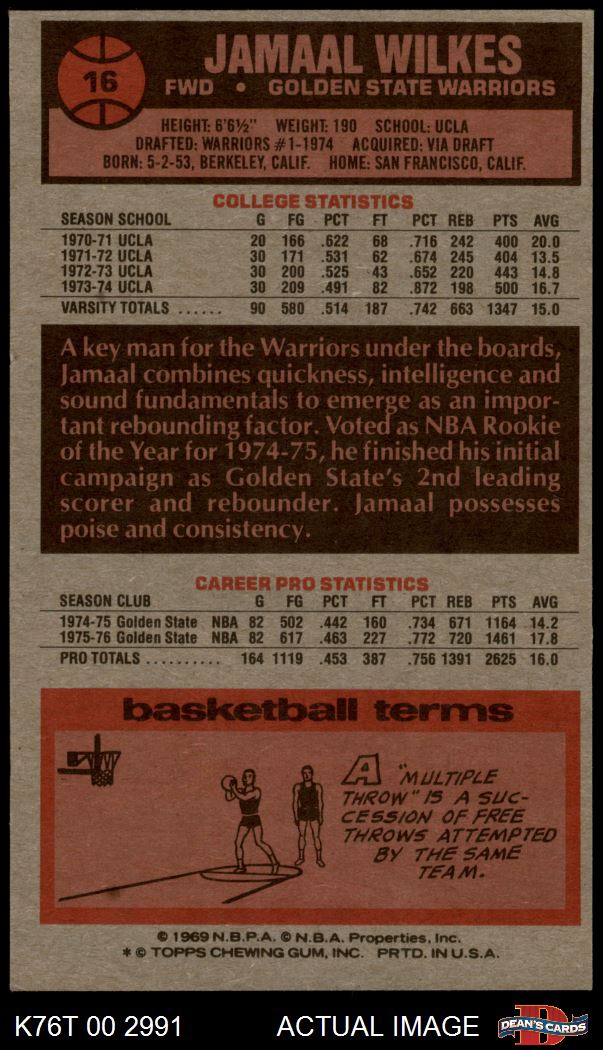 16
JAMAAL WILKES
FWD • GOLDEN STATE WARRIORS
HEIGHT: 6'6½" WEIGHT: 190 SCHOOL: UCLA
DRAFTED: WARRIORS #1-1974 ACQUIRED: VIA DRAFT
BORN: 5-2-53, BERKELEY, CALIF. HOME: SAN FRANCISCO, CALIF.
COLLEGE STATISTICS
SEASON SCHOOL G FG PCT FT PCT REB PTS AVG
1970-71 UCLA 20 166 .622 68 .716 242 400 20.0
1971-72 UCLA 30 171 .531 62 .674 245 404 13.5
1972-73 UCLA 30 200 .525 43 .652 220 443 14.8
1973-74 UCLA 30 209 .491 82 .872 198 500 16.7
VARSITY TOTALS ...... 90 580 .514 187 .742 663 1347 15.0
A key man for the Warriors under the boards,
Jamaal combines quickness, intelligence and
sound fundamentals to emerge as an impor-
tant rebounding factor. Voted as NBA Rookie
of the Year for 1974-75, he finished his initial
campaign as Golden State's 2nd leading
scorer and rebounder. Jamaal possesses
poise and consistency.
CAREER PRO STATISTICS
SEASON CLUB G FG PCT FT PCT REB PTS AVG
1974-75 Golden State NBA 82 502 .442 160 .734 671 1164 14.2
1975-76 Golden State NBA 82 617 .463 227 .772 720 1461 17.8
PRO TOTALS .......... 164 1119 .453 387 .756 1391 2625 16.0
basketball terms
A "MULTIPLE
THROW" IS A SUC-
CESSION OF FREE
THROWS ATTEMPTED
BY THE SAME
TEAM.
© 1969 N.B.P.A. © N.B.A. Properties, Inc.
* © TOPPS CHEWING GUM, INC. PRTD. IN U.S.A.
K76T 00 2991 ACTUAL IMAGE DEAN'S CARDS